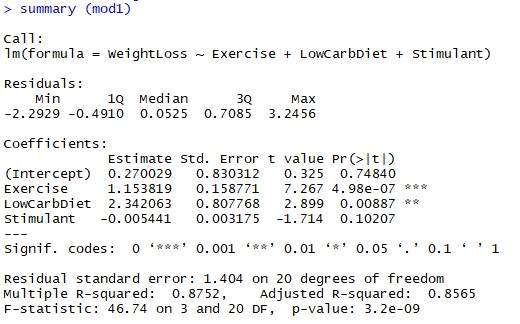 > summary (mod1)
Call:
lm(formula = WeightLoss ~ Exercise + LowCarbDiet + Stimulant)
Residuals:
Min 1Q Median 3Q Max
-2.2929 -0.4910 0.0525 0.7085 3.2456
Coefficients:
Estimate Std. Error t value Pr(>|t|)
(Intercept) 0.270029 0.830312 0.325 0.74840
Exercise 1.153819 0.158771 7.267 4.98e-07 ***
LowCarbDiet 2.342063 0.807768 2.899 0.00887 **
Stimulant -0.005441 0.003175 -1.714 0.10207
---
Signif. codes: 0 ‘***’ 0.001 ‘**’ 0.01 ‘*’ 0.05 ‘.’ 0.1 ‘ ’ 1
Residual standard error: 1.404 on 20 degrees of freedom
Multiple R-squared: 0.8752, Adjusted R-squared: 0.8565
F-statistic: 46.74 on 3 and 20 DF, p-value: 3.2e-09